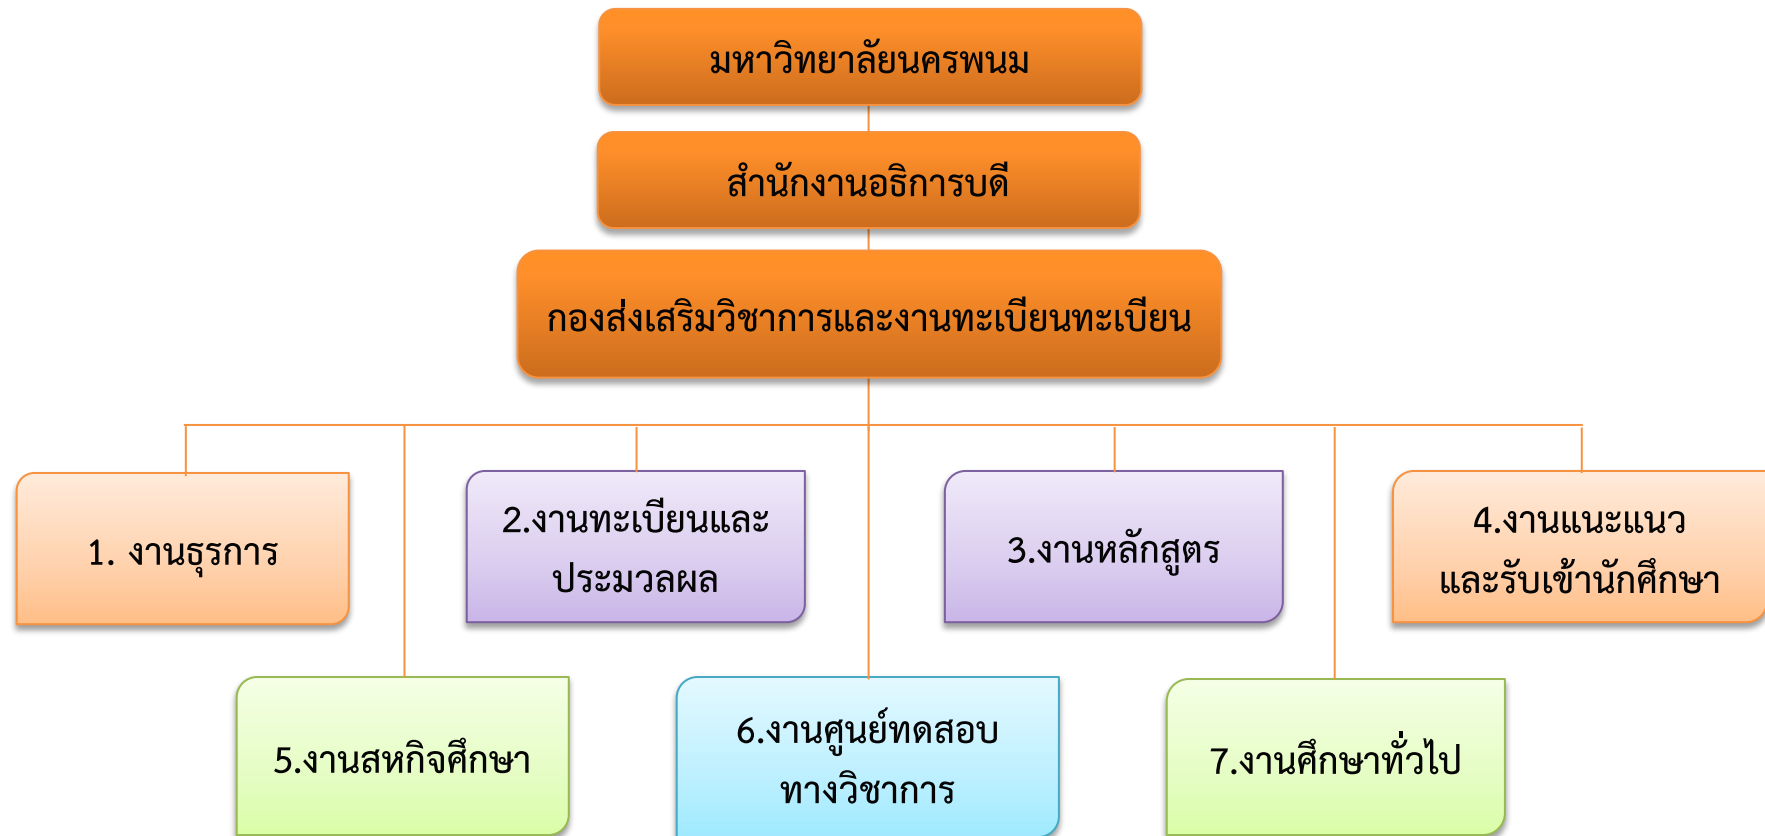 มหาวิทยาลัยนครพนม
สำนักงานอธิการบดี
กองส่งเสริมวิชาการและงานทะเบียนทะเบียน
1. งานธุรการ
2.งานทะเบียนและ
ประมวลผล
3.งานหลักสูตร
4.งานแนะแนว
และรับเข้านักศึกษา
5.งานสหกิจศึกษา
6.งานศูนย์ทดสอบ
ทางวิชาการ
7.งานศึกษาทั่วไป